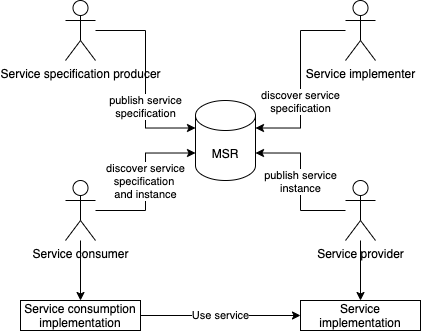 Service specification producer
Service implementer
publish service
specification
discover service
specification
MSR
discover service
specification
and instance
publish service
instance
Service consumer
Service provider
Service consumption
implementation
Use service
Service
implementation